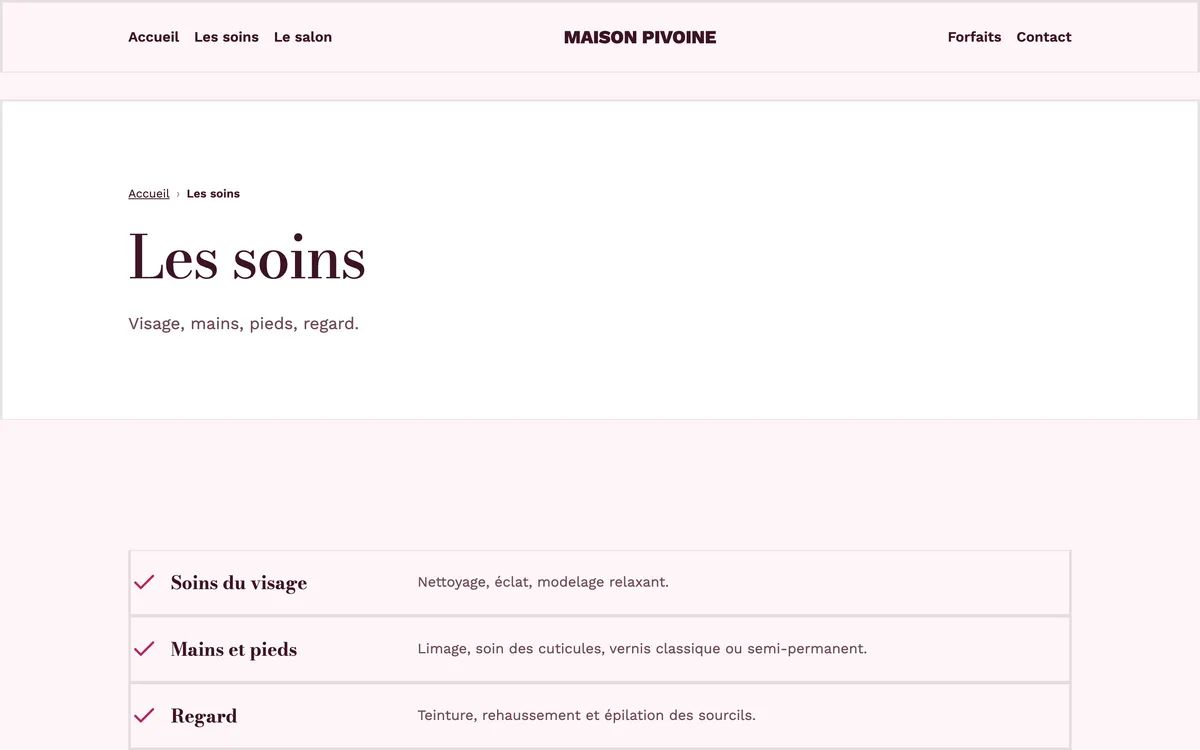 Accueil Les soins Le salon MAISON PIVOINE Forfaits Contact
Accueil › Les soins
Les soins
Visage, mains, pieds, regard.
Soins du visage Nettoyage, éclat, modelage relaxant.
Mains et pieds Limage, soin des cuticules, vernis classique ou semi-permanent.
Regard Teinture, rehaussement et épilation des sourcils.